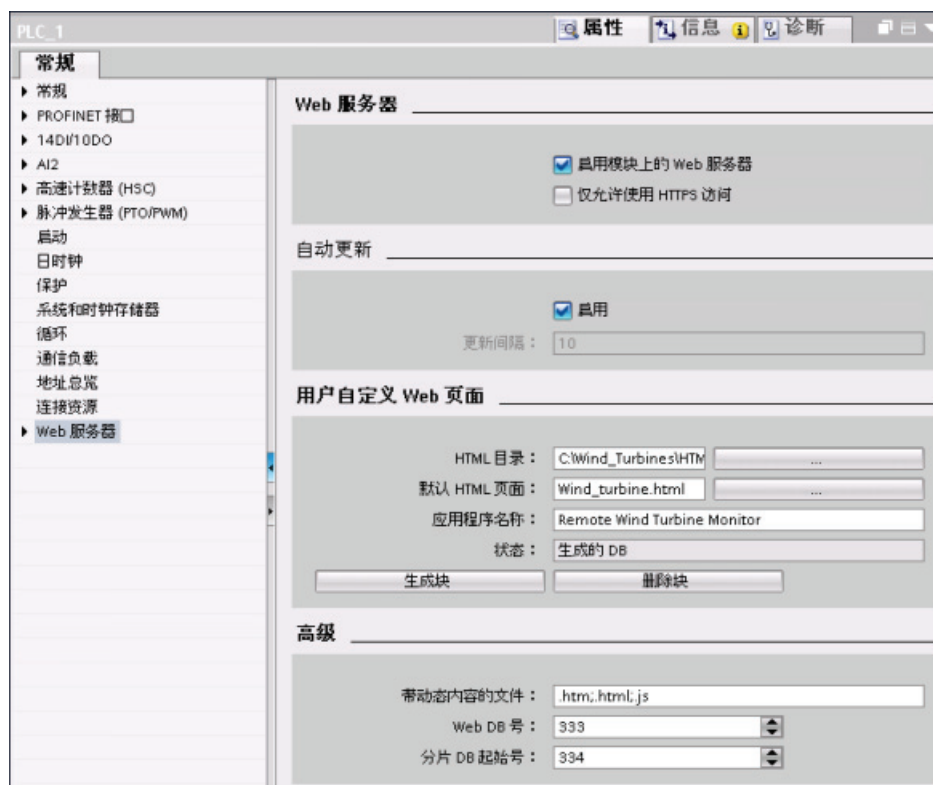 PLC_1
属性
信息
诊断
常规
常规
PROFINET 接口
14DI/10DO
AI2
高速计数器 (HSC)
脉冲发生器 (PTO/PWM)
启动
日时钟
保护
系统和时钟存储器
循环
通信负载
地址总览
连接资源
Web 服务器
Web 服务器
启用模块上的 Web 服务器
仅允许使用 HTTPS 访问
自动更新
启用
更新间隔：
10
用户自定义 Web 页面
HTML 目录：
C:\Wind_Turbines\HTM
...
默认 HTML 页面：
Wind_turbine.html
...
应用程序名称：
Remote Wind Turbine Monitor
状态：
生成的 DB
生成块
删除块
高级
带动态内容的文件：
.htm;.html;.js
Web DB 号：
333
分片 DB 起始号：
334